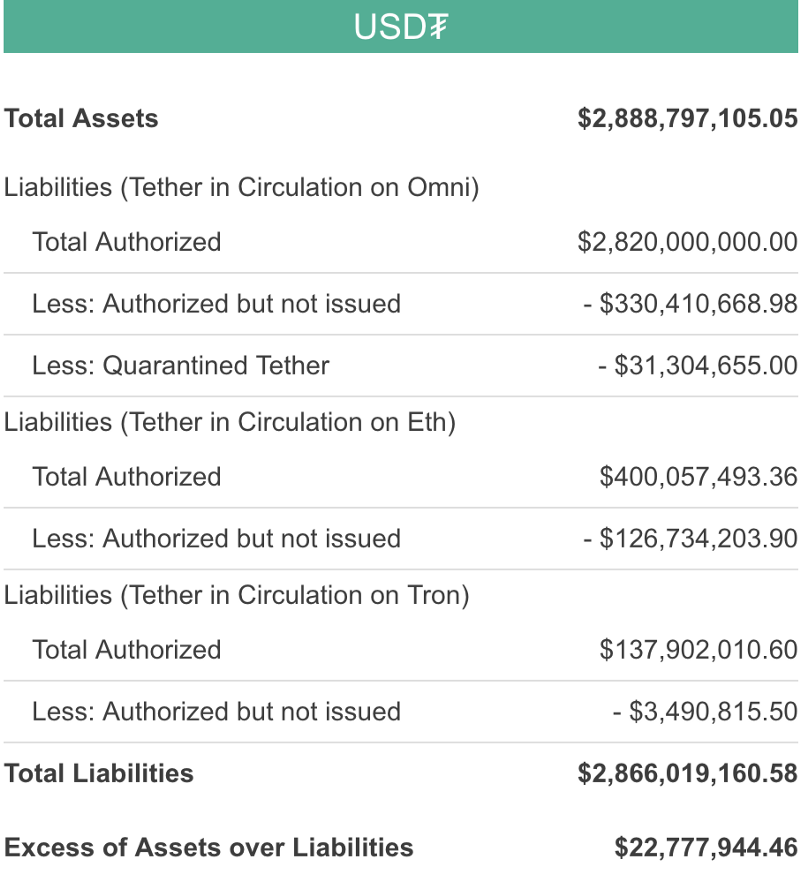 USD₮
Total Assets $2,888,797,105.05
Liabilities (Tether in Circulation on Omni)
Total Authorized $2,820,000,000.00
Less: Authorized but not issued - $330,410,668.98
Less: Quarantined Tether - $31,304,655.00
Liabilities (Tether in Circulation on Eth)
Total Authorized $400,057,493.36
Less: Authorized but not issued - $126,734,203.90
Liabilities (Tether in Circulation on Tron)
Total Authorized $137,902,010.60
Less: Authorized but not issued - $3,490,815.50
Total Liabilities $2,866,019,160.58
Excess of Assets over Liabilities $22,777,944.46